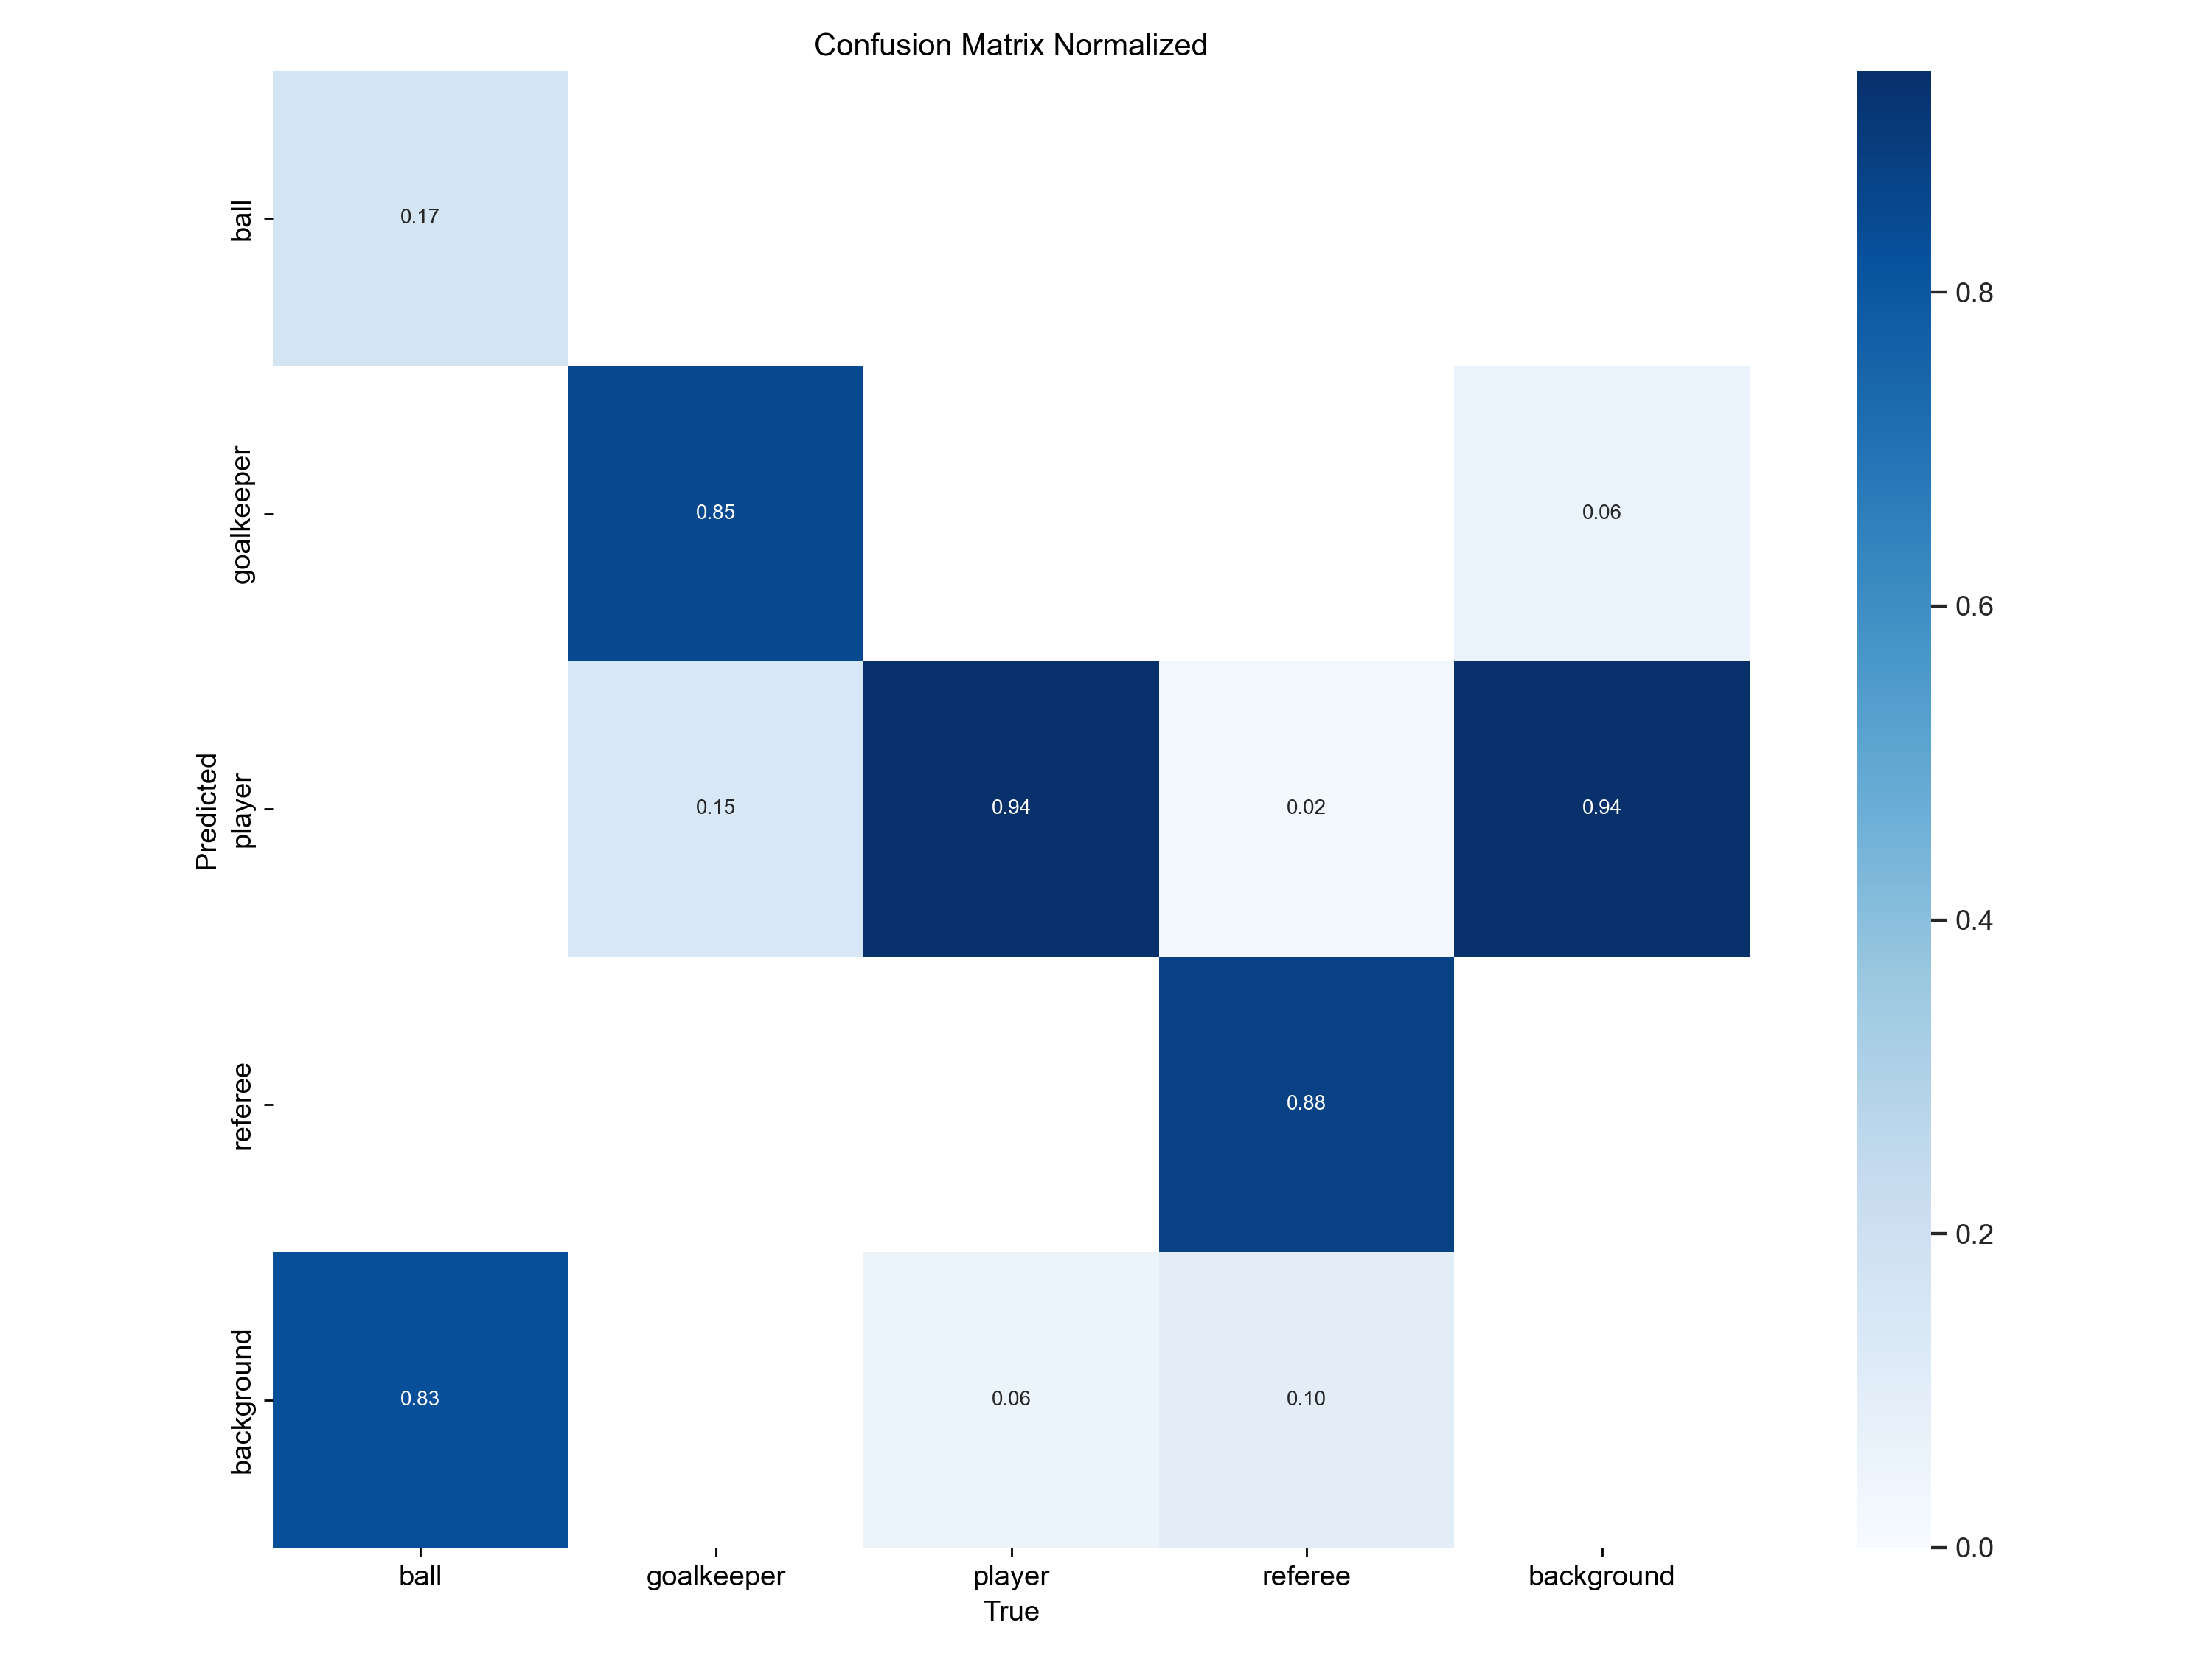 Confusion Matrix Normalized
ball
0.17
goalkeeper
0.85
0.06
Predicted
player
0.15
0.94
0.02
0.94
referee
0.88
background
0.83
0.06
0.10
ball
goalkeeper
player
referee
background
True
0.8
0.6
0.4
0.2
0.0